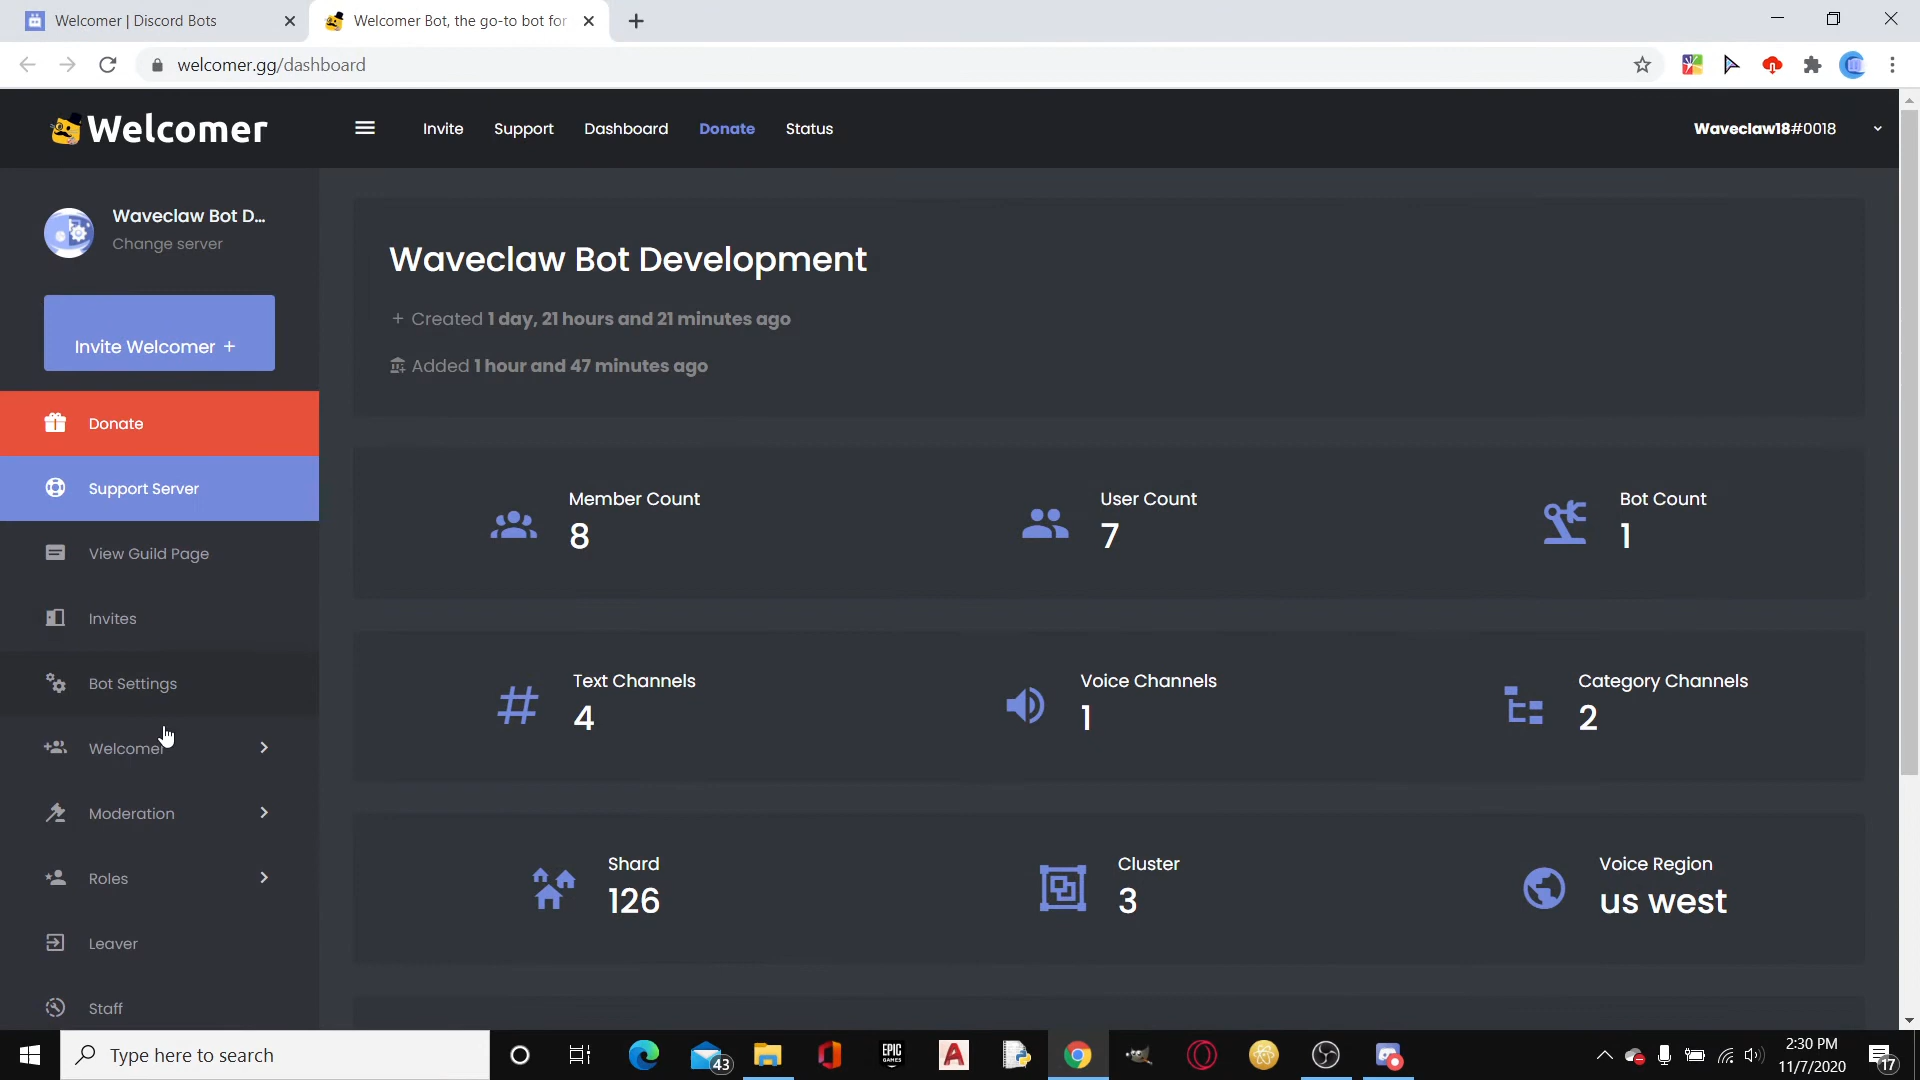 Welcomer | Discord Bots
Welcomer Bot, the go-to bot for
welcomer.gg/dashboard
Welcomer
Invite
Support
Dashboard
Donate
Status
Waveclaw18#0018
Waveclaw Bot D...
Change server
Invite Welcomer +
Donate
Support Server
View Guild Page
Invites
Bot Settings
Welcomer
Moderation
Roles
Leaver
Staff
Waveclaw Bot Development
+ Created 1 day, 21 hours and 21 minutes ago
Added 1 hour and 47 minutes ago
Member Count
8
User Count
7
Bot Count
1
Text Channels
4
Voice Channels
1
Category Channels
2
Shard
126
Cluster
3
Voice Region
us west
Type here to search
43
EPIC
GAMES
2:30 PM
11/7/2020
17